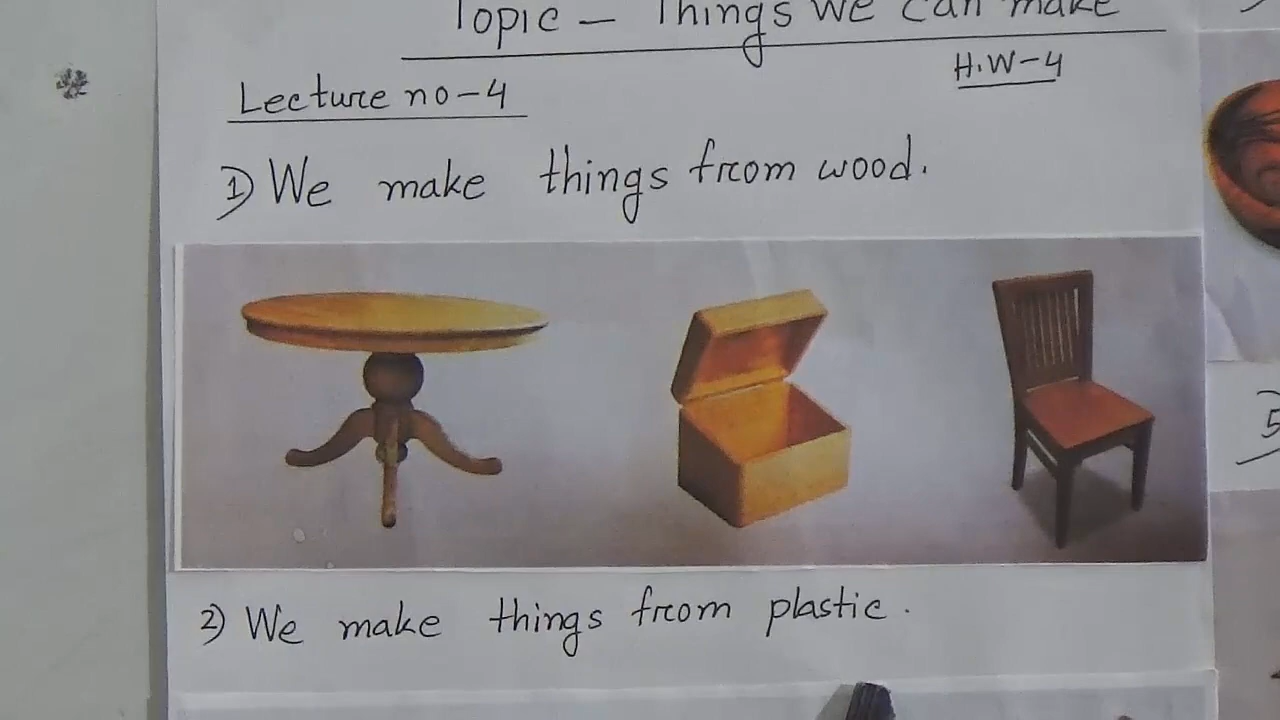 Topic - Things We Can make
H.W-4
Lecture no-4
1) We make things from wood.
2) We make things from plastic.
5